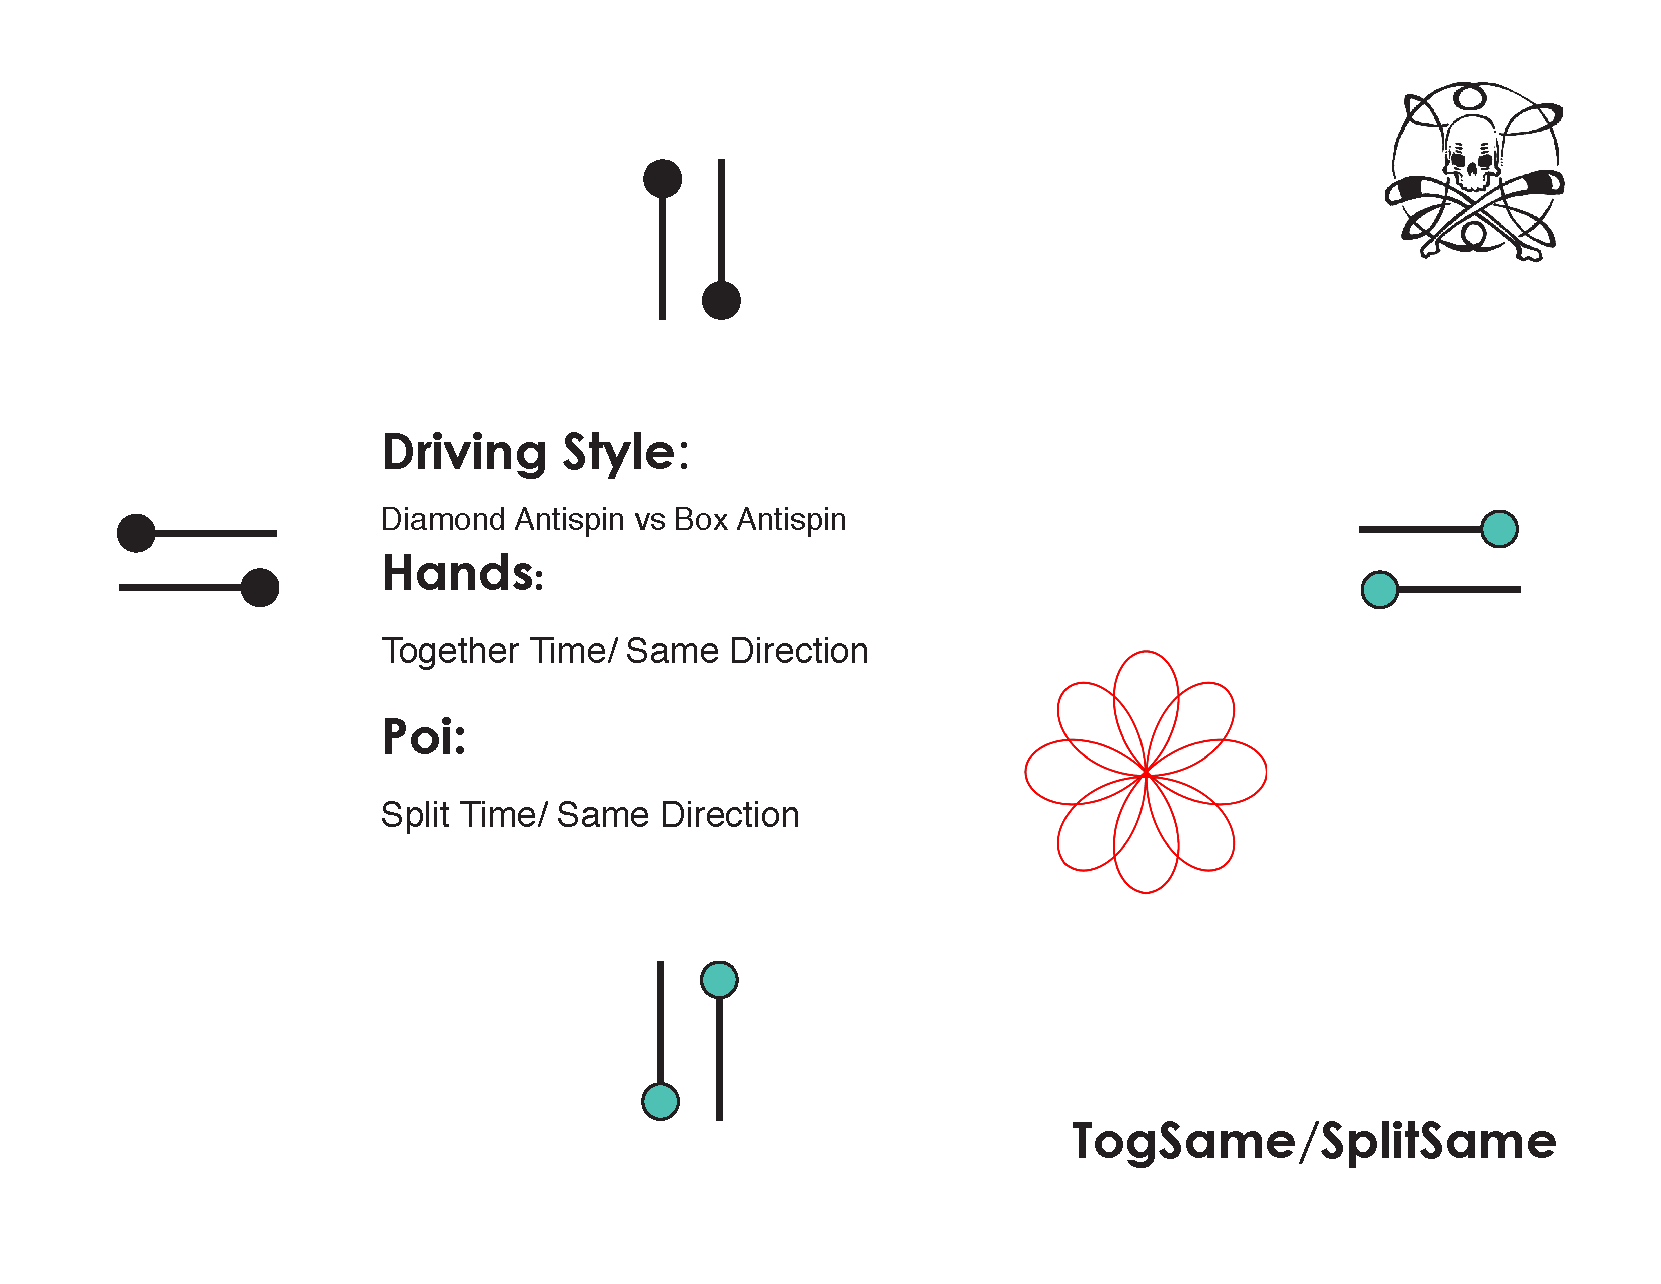 Driving Style:
Diamond Antispin vs Box Antispin
Hands:
Together Time/ Same Direction
Poi:
Split Time/ Same Direction
TogSame/SplitSame